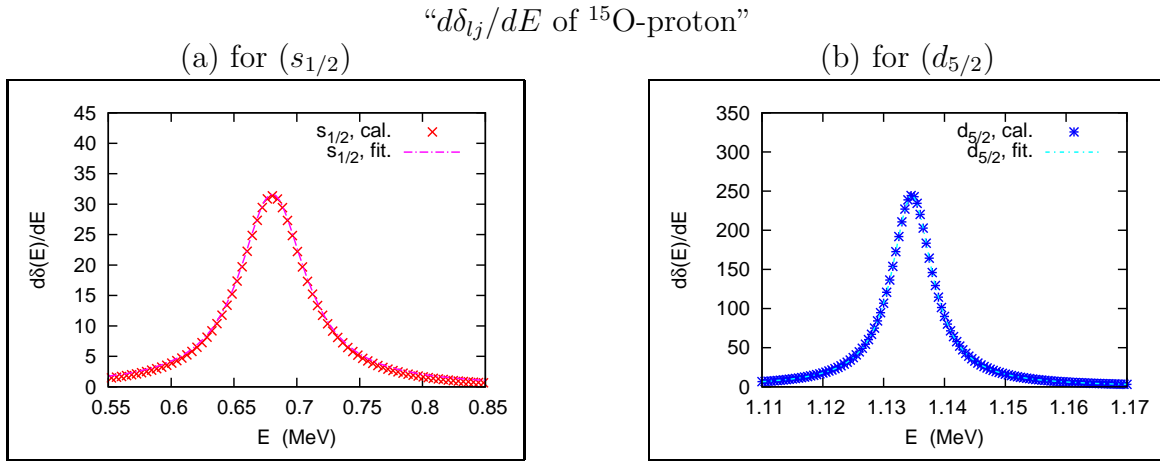 “dδ_{lj}/dE of ^{15}O-proton”
(a) for (s_{1/2})
45
40
35
30
25
20
15
10
5
0
dδ(E)/dE
s_{1/2}, cal.
s_{1/2}, fit.
0.55 0.6 0.65 0.7 0.75 0.8 0.85
E (MeV)
(b) for (d_{5/2})
350
300
250
200
150
100
50
0
dδ(E)/dE
d_{5/2}, cal.
d_{5/2}, fit.
1.11 1.12 1.13 1.14 1.15 1.16 1.17
E (MeV)